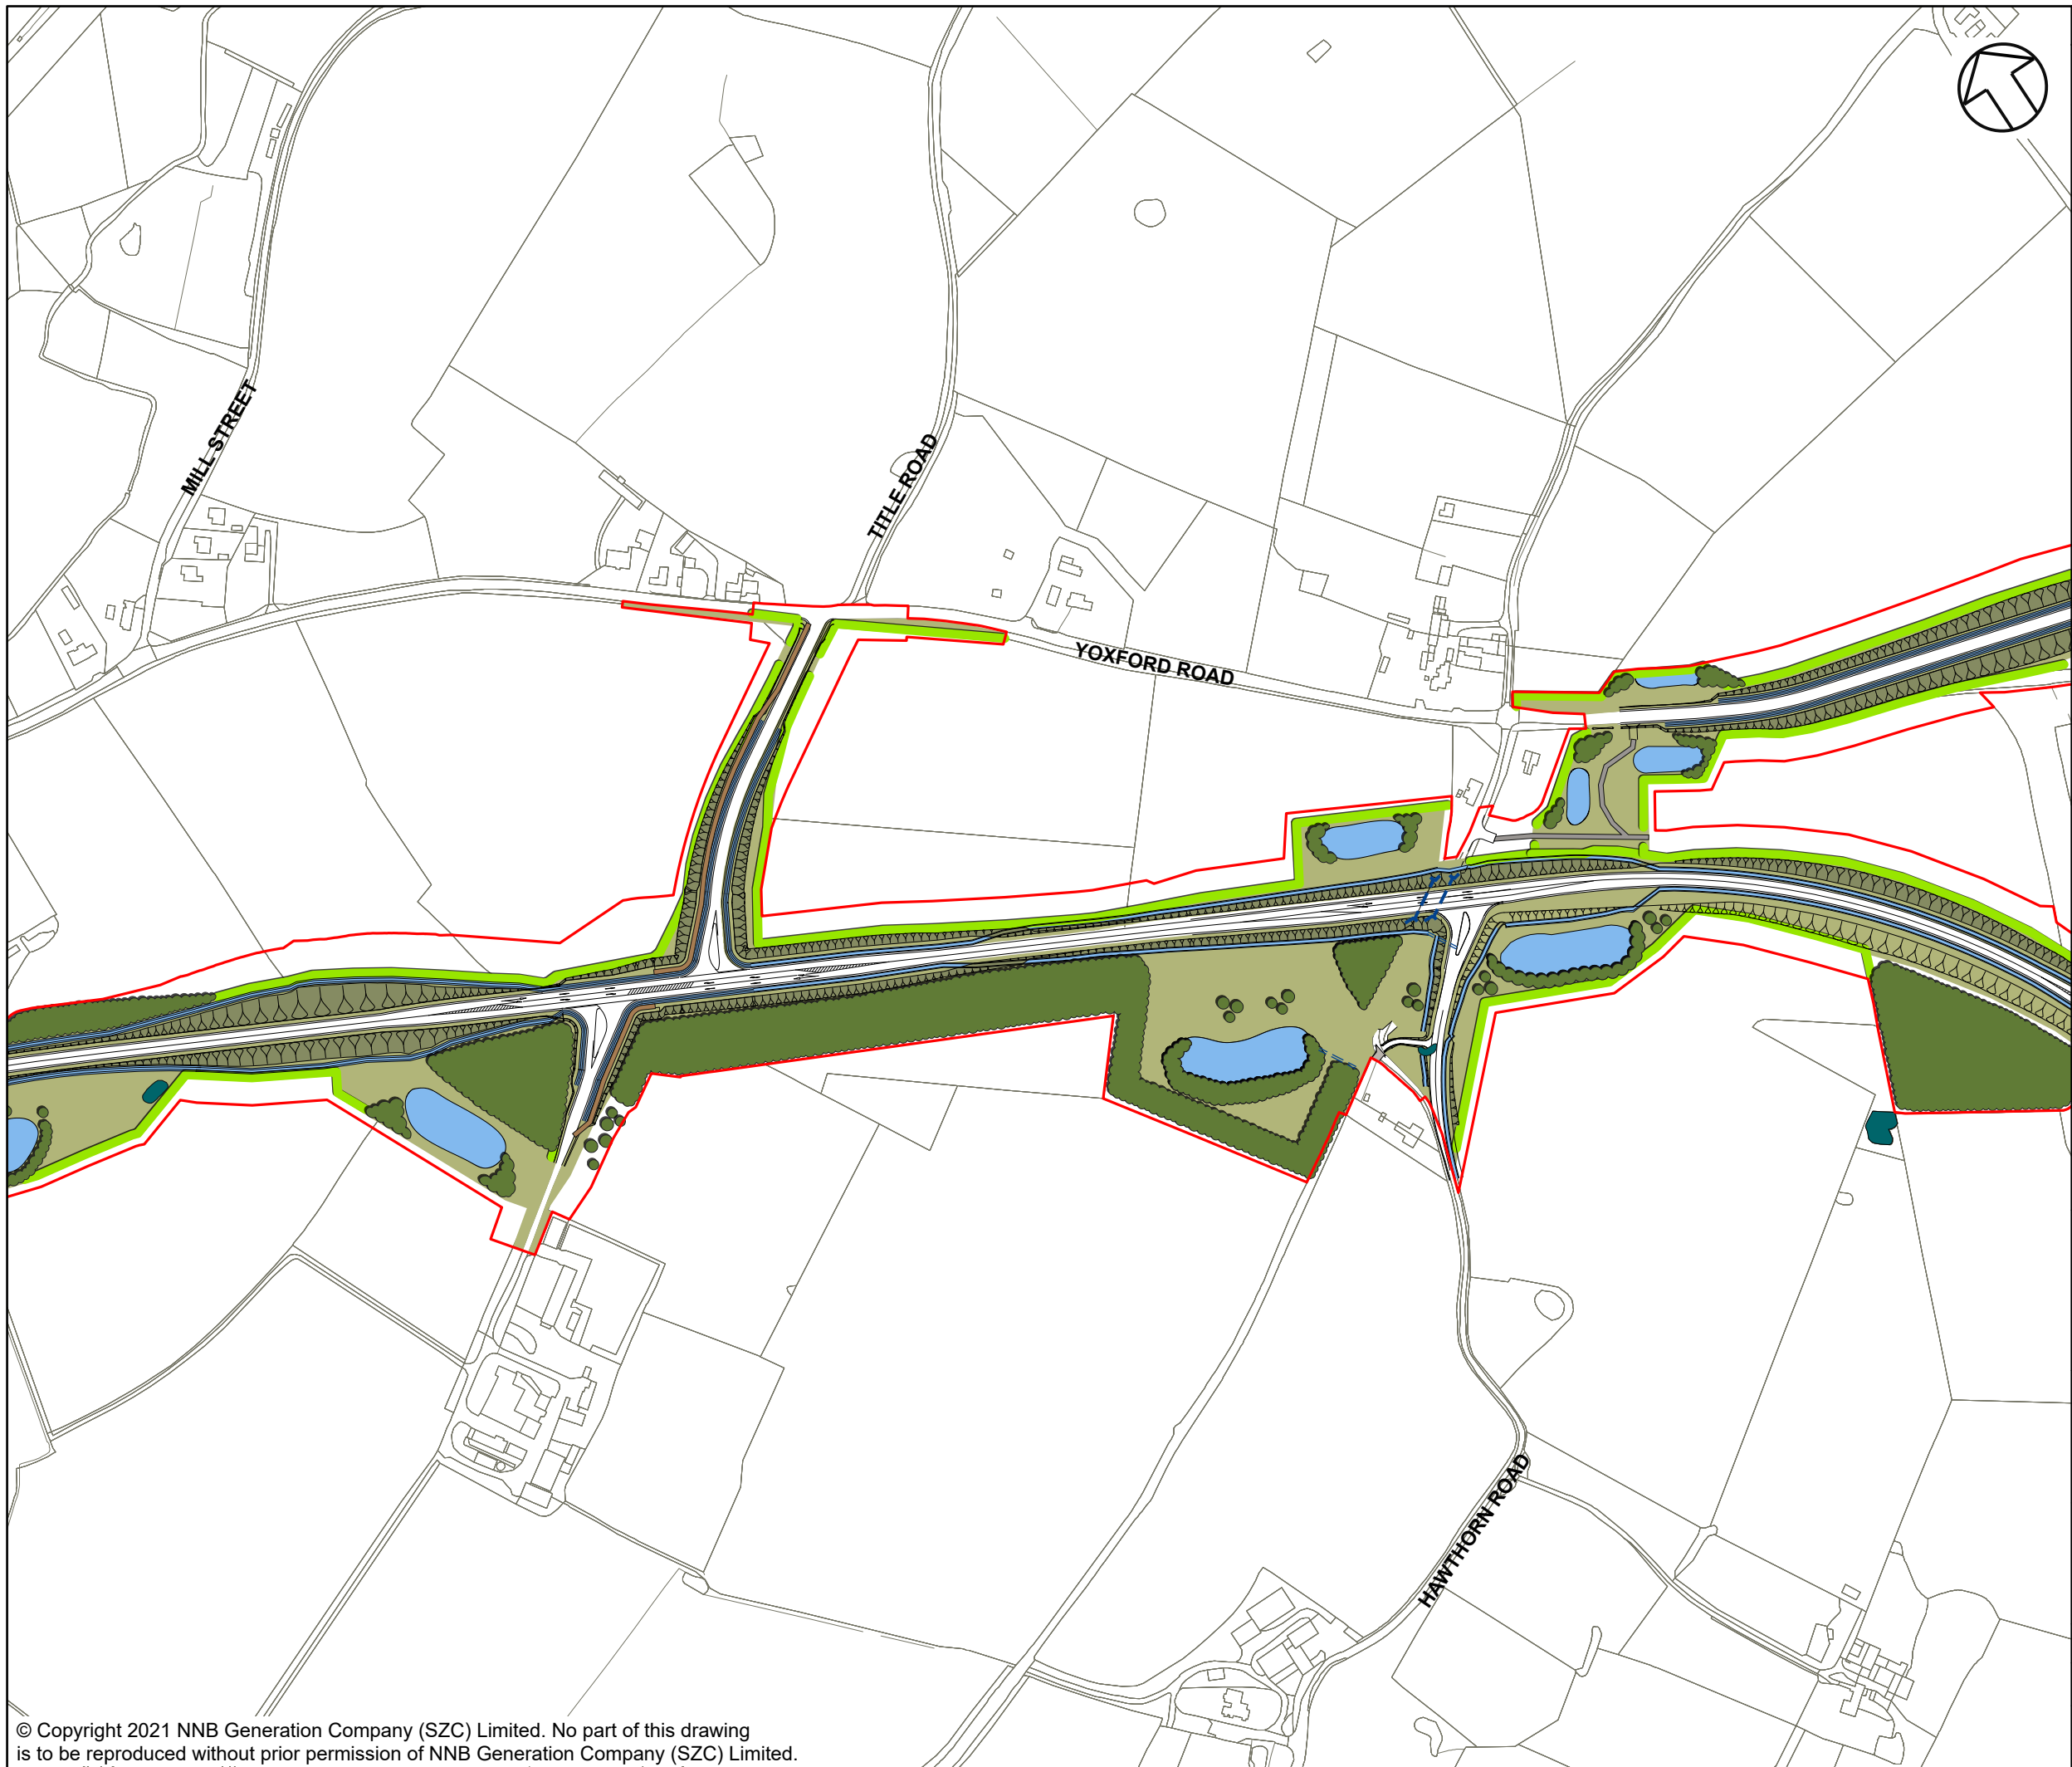 MILL STREET
TITLE ROAD
YOXFORD ROAD
HAWTHORN ROAD
© Copyright 2021 NNB Generation Company (SZC) Limited. No part of this drawing
is to be reproduced without prior permission of NNB Generation Company (SZC) Limited.